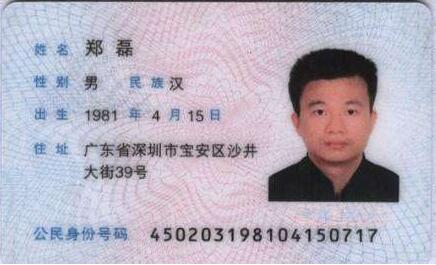 姓名 郑磊
性别 男 民族 汉
出生 1981 年 4 月 15 日
住址 广东省深圳市宝安区沙井
大街39号
公民身份号码 450203198104150717